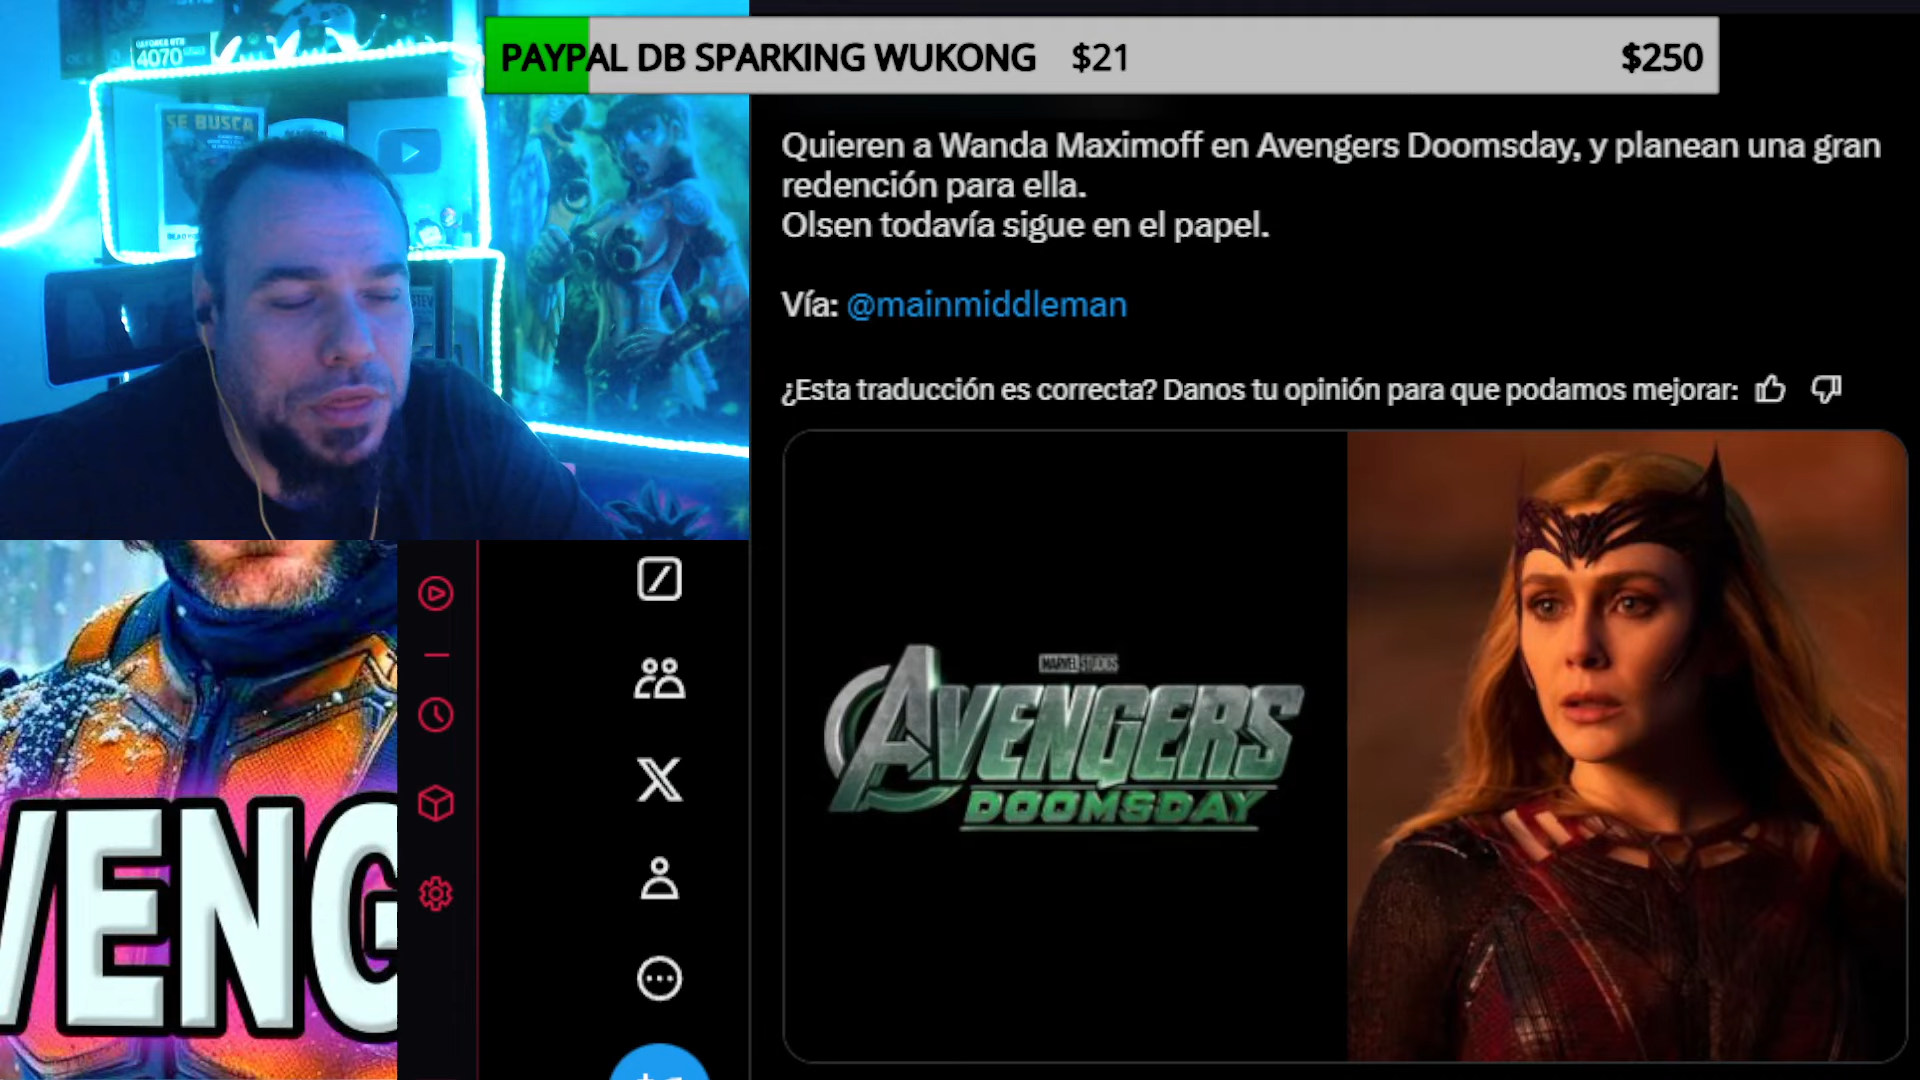 PAYPAL DB SPARKING WUKONG $21 $250
GEFORCE RTX
4070
SE BUSCA
Quieren a Wanda Maximoff en Avengers Doomsday, y planean una gran
redención para ella.
Olsen todavía sigue en el papel.
Vía: @mainmiddleman
¿Esta traducción es correcta? Danos tu opinión para que podamos mejorar:
MARVEL STUDIOS
AVENGERS
DOOMSDAY
VENG